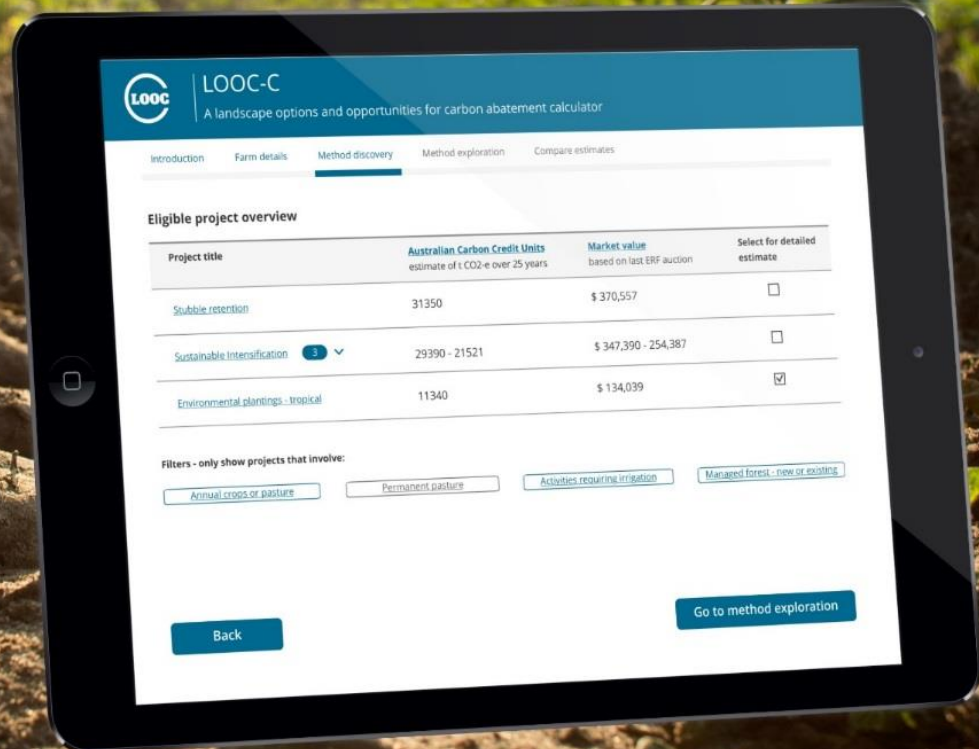 LOOC
LOOC-C
A landscape options and opportunities for carbon abatement calculator
Introduction Farm details Method discovery Method exploration Compare estimates
Eligible project overview
Project title Australian Carbon Credit Units Market value Select for detailed
estimate of t CO2-e over 25 years based on last ERF auction estimate
Stubble retention 31350 $ 370,557
Sustainable Intensification 3 29390 - 21521 $ 347,390 - 254,387
Environmental plantings - tropical 11340 $ 134,039
Filters - only show projects that involve:
Annual crops or pasture Permanent pasture Activities requiring irrigation Managed forest - new or existing
Back Go to method exploration